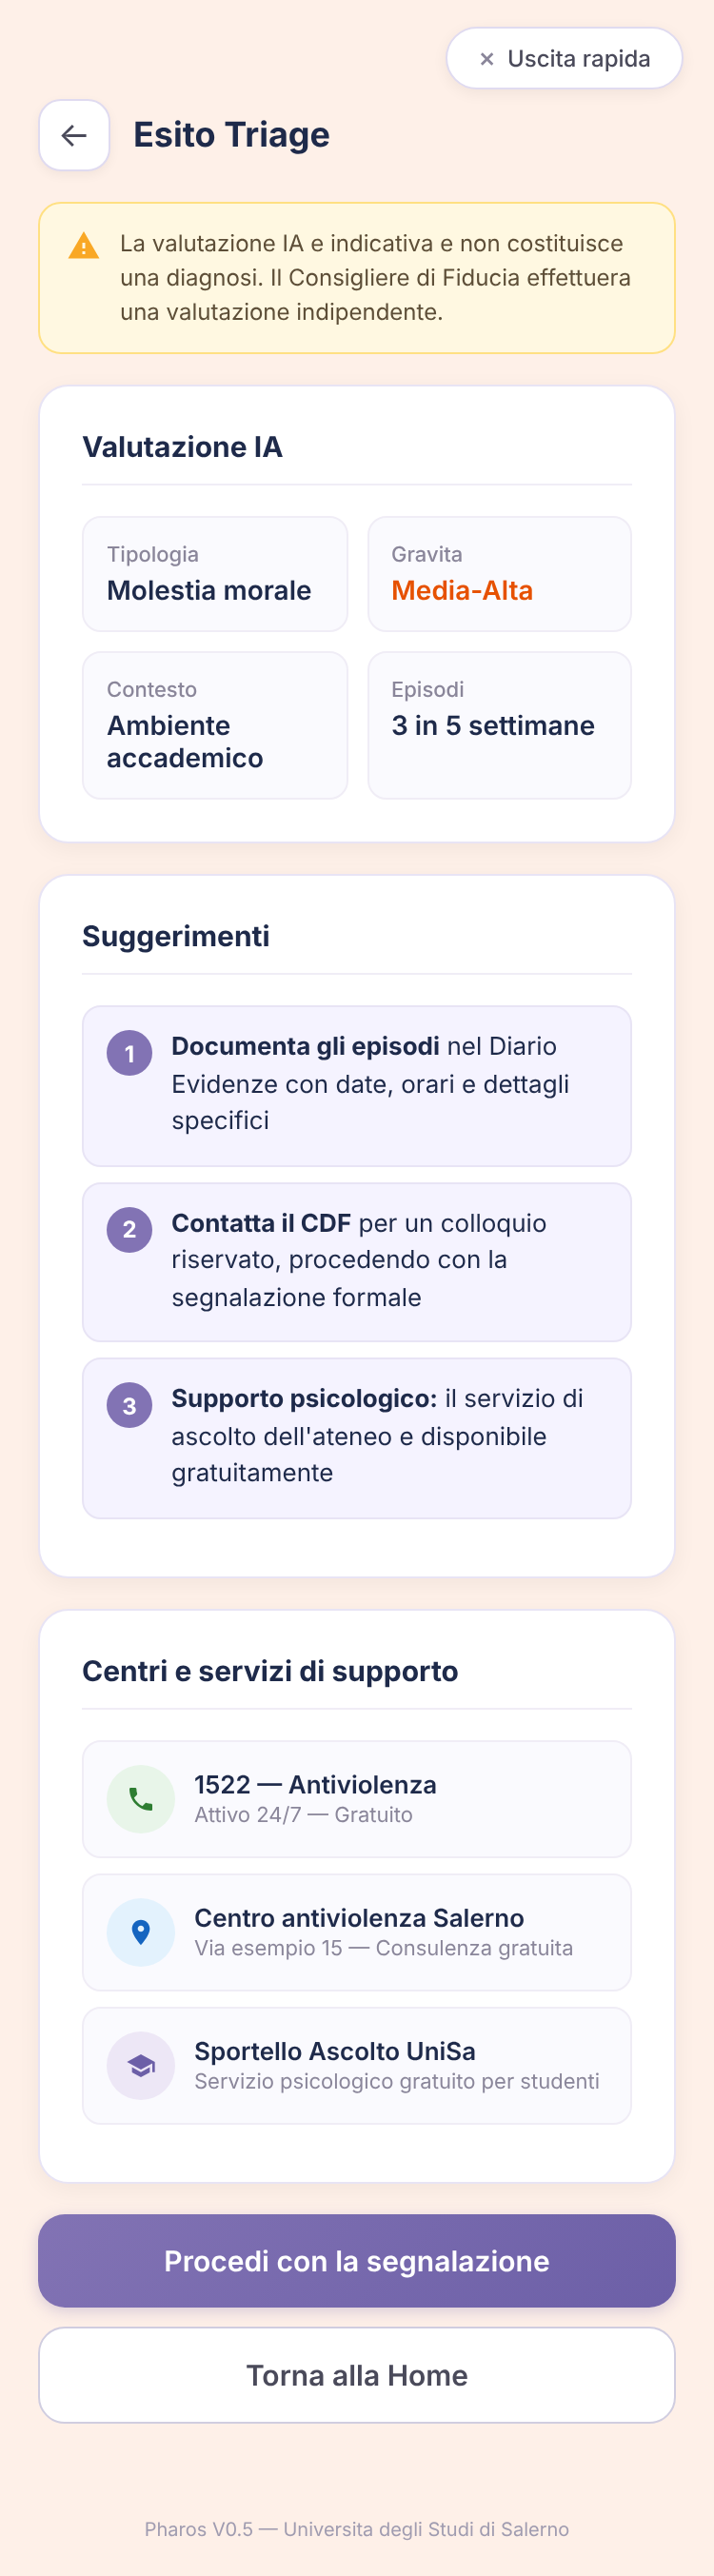 × Uscita rapida
Esito Triage
La valutazione IA e indicativa e non costituisce
una diagnosi. Il Consigliere di Fiducia effettuera
una valutazione indipendente.
Valutazione IA
Tipologia
Molestia morale
Gravita
Media-Alta
Contesto
Ambiente
accademico
Episodi
3 in 5 settimane
Suggerimenti
1
Documenta gli episodi nel Diario
Evidenze con date, orari e dettagli
specifici
2
Contatta il CDF per un colloquio
riservato, procedendo con la
segnalazione formale
3
Supporto psicologico: il servizio di
ascolto dell'ateneo e disponibile
gratuitamente
Centri e servizi di supporto
1522 — Antiviolenza
Attivo 24/7 — Gratuito
Centro antiviolenza Salerno
Via esempio 15 — Consulenza gratuita
Sportello Ascolto UniSa
Servizio psicologico gratuito per studenti
Procedi con la segnalazione
Torna alla Home
Pharos V0.5 — Universita degli Studi di Salerno